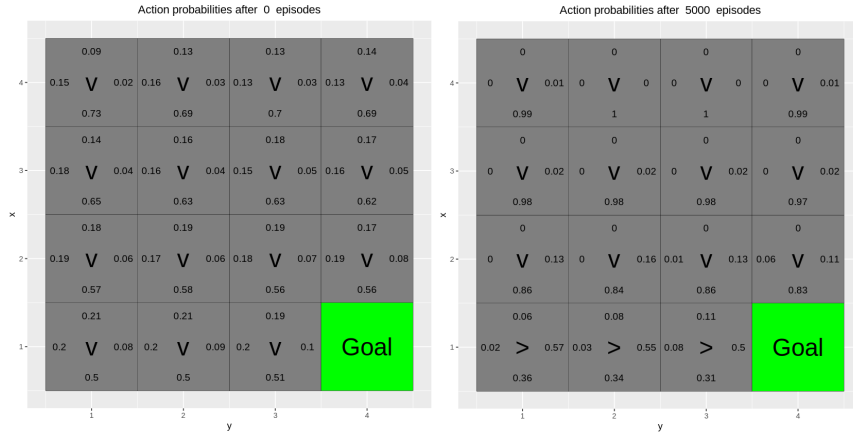 Action probabilities after 0 episodes
0.09 0.13 0.13 0.14
4 0.15 V 0.02 0.16 V 0.03 0.13 V 0.03 0.13 V 0.04
0.73 0.69 0.7 0.69
0.14 0.16 0.18 0.17
3 0.18 V 0.04 0.16 V 0.04 0.15 V 0.05 0.16 V 0.05
0.65 0.63 0.63 0.62
x
0.18 0.19 0.19 0.17
2 0.19 V 0.06 0.17 V 0.06 0.18 V 0.07 0.19 V 0.08
0.57 0.58 0.56 0.56
0.21 0.21 0.19
1 0.2 V 0.08 0.2 V 0.09 0.2 V 0.1 Goal
0.5 0.5 0.51
1 2 3 4
y
Action probabilities after 5000 episodes
0 0 0 0
4 0 V 0.01 0 V 0 0 V 0 0 V 0.01
0.99 1 1 0.99
0 0 0 0
3 0 V 0.02 0 V 0.02 0 V 0.02 0 V 0.02
0.98 0.98 0.98 0.97
x
0 0 0 0
2 0 V 0.13 0 V 0.16 0.01 V 0.13 0.06 V 0.11
0.86 0.84 0.86 0.83
0.06 0.08 0.11
1 0.02 > 0.57 0.03 > 0.55 0.08 > 0.5 Goal
0.36 0.34 0.31
1 2 3 4
y